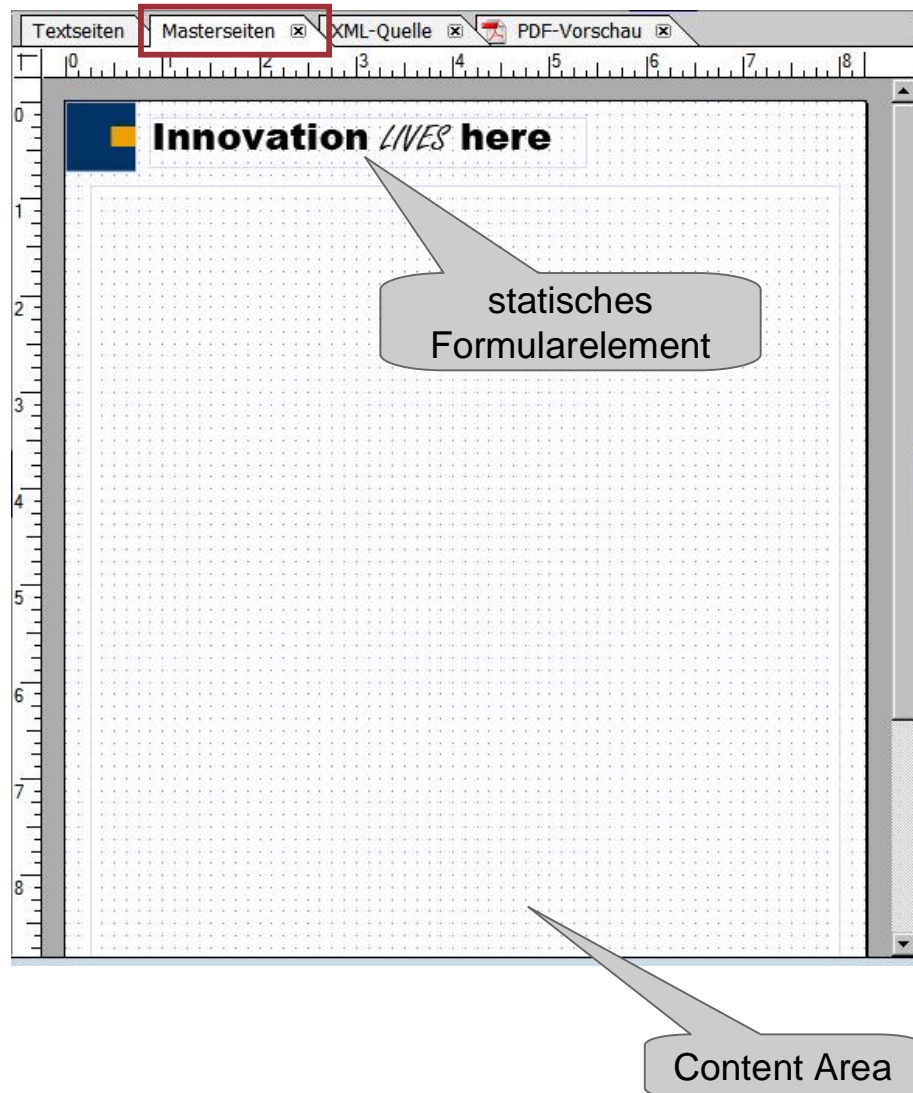 Textseiten Masterseiten XML-Quelle PDF-Vorschau
0 1 2 3 4 5 6 7 8
0
Innovation LIVES here
1
statisches
2
Formularelement
3
4
5
6
7
8
Content Area